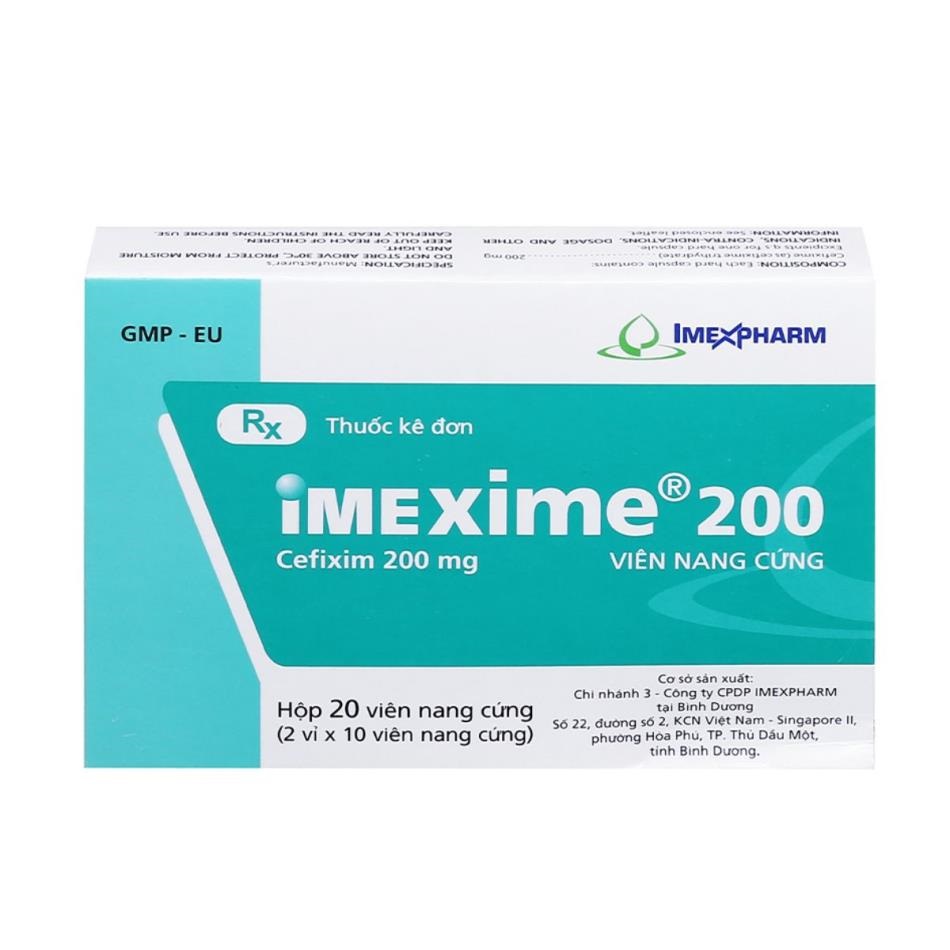 COMPOSITION: Each hard capsule contains:
Cefixime (as cefixime trihydrate) ........ 200 mg
Excipients q.s for one hard capsule.
INDICATIONS, CONTRA-INDICATIONS, DOSAGE AND OTHER
INFORMATION: See enclosed leaflet.
SPECIFICATION: Manufacturer's.
DO NOT STORE ABOVE 30°C, PROTECT FROM MOISTURE
AND LIGHT.
KEEP OUT OF REACH OF CHILDREN.
CAREFULLY READ THE INSTRUCTIONS BEFORE USE.
GMP - EU
IMEXPHARM
Rx Thuốc kê đơn
iMEXime® 200
Cefixim 200 mg
VIÊN NANG CỨNG
Hộp 20 viên nang cứng
(2 vỉ x 10 viên nang cứng)
Cơ sở sản xuất:
Chi nhánh 3 - Công ty CPDP IMEXPHARM
tại Bình Dương
Số 22, đường số 2, KCN Việt Nam - Singapore II,
phường Hòa Phú, TP. Thủ Dầu Một,
tỉnh Bình Dương.